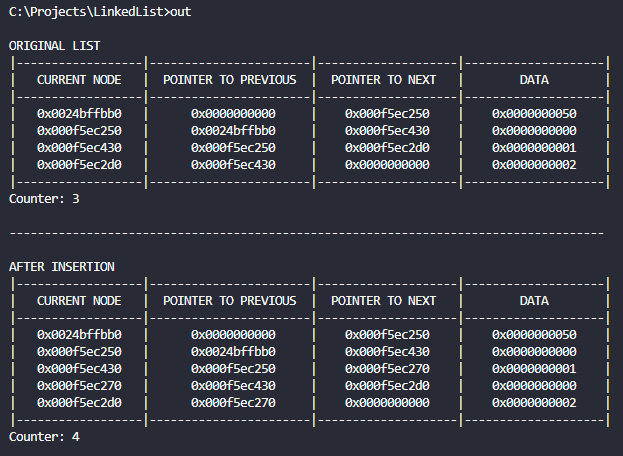 C:\Projects\LinkedList>out
ORIGINAL LIST
|------------------|-----------------------|--------------------|--------------------|
|   CURRENT NODE   |  POINTER TO PREVIOUS  |  POINTER TO NEXT   |        DATA        |
|------------------|-----------------------|--------------------|--------------------|
|   0x0024bffbb0   |      0x0000000000     |    0x000f5ec250    |    0x0000000050    |
|   0x000f5ec250   |      0x0024bffbb0     |    0x000f5ec430    |    0x0000000000    |
|   0x000f5ec430   |      0x000f5ec250     |    0x000f5ec2d0    |    0x0000000001    |
|   0x000f5ec2d0   |      0x000f5ec430     |    0x0000000000    |    0x0000000002    |
|------------------|-----------------------|--------------------|--------------------|
Counter: 3
-------------------------------------------------------------------------------------
AFTER INSERTION
|------------------|-----------------------|--------------------|--------------------|
|   CURRENT NODE   |  POINTER TO PREVIOUS  |  POINTER TO NEXT   |        DATA        |
|------------------|-----------------------|--------------------|--------------------|
|   0x0024bffbb0   |      0x0000000000     |    0x000f5ec250    |    0x0000000050    |
|   0x000f5ec250   |      0x0024bffbb0     |    0x000f5ec430    |    0x0000000000    |
|   0x000f5ec430   |      0x000f5ec250     |    0x000f5ec270    |    0x0000000001    |
|   0x000f5ec270   |      0x000f5ec430     |    0x000f5ec2d0    |    0x0000000000    |
|   0x000f5ec2d0   |      0x000f5ec270     |    0x0000000000    |    0x0000000002    |
|------------------|-----------------------|--------------------|--------------------|
Counter: 4